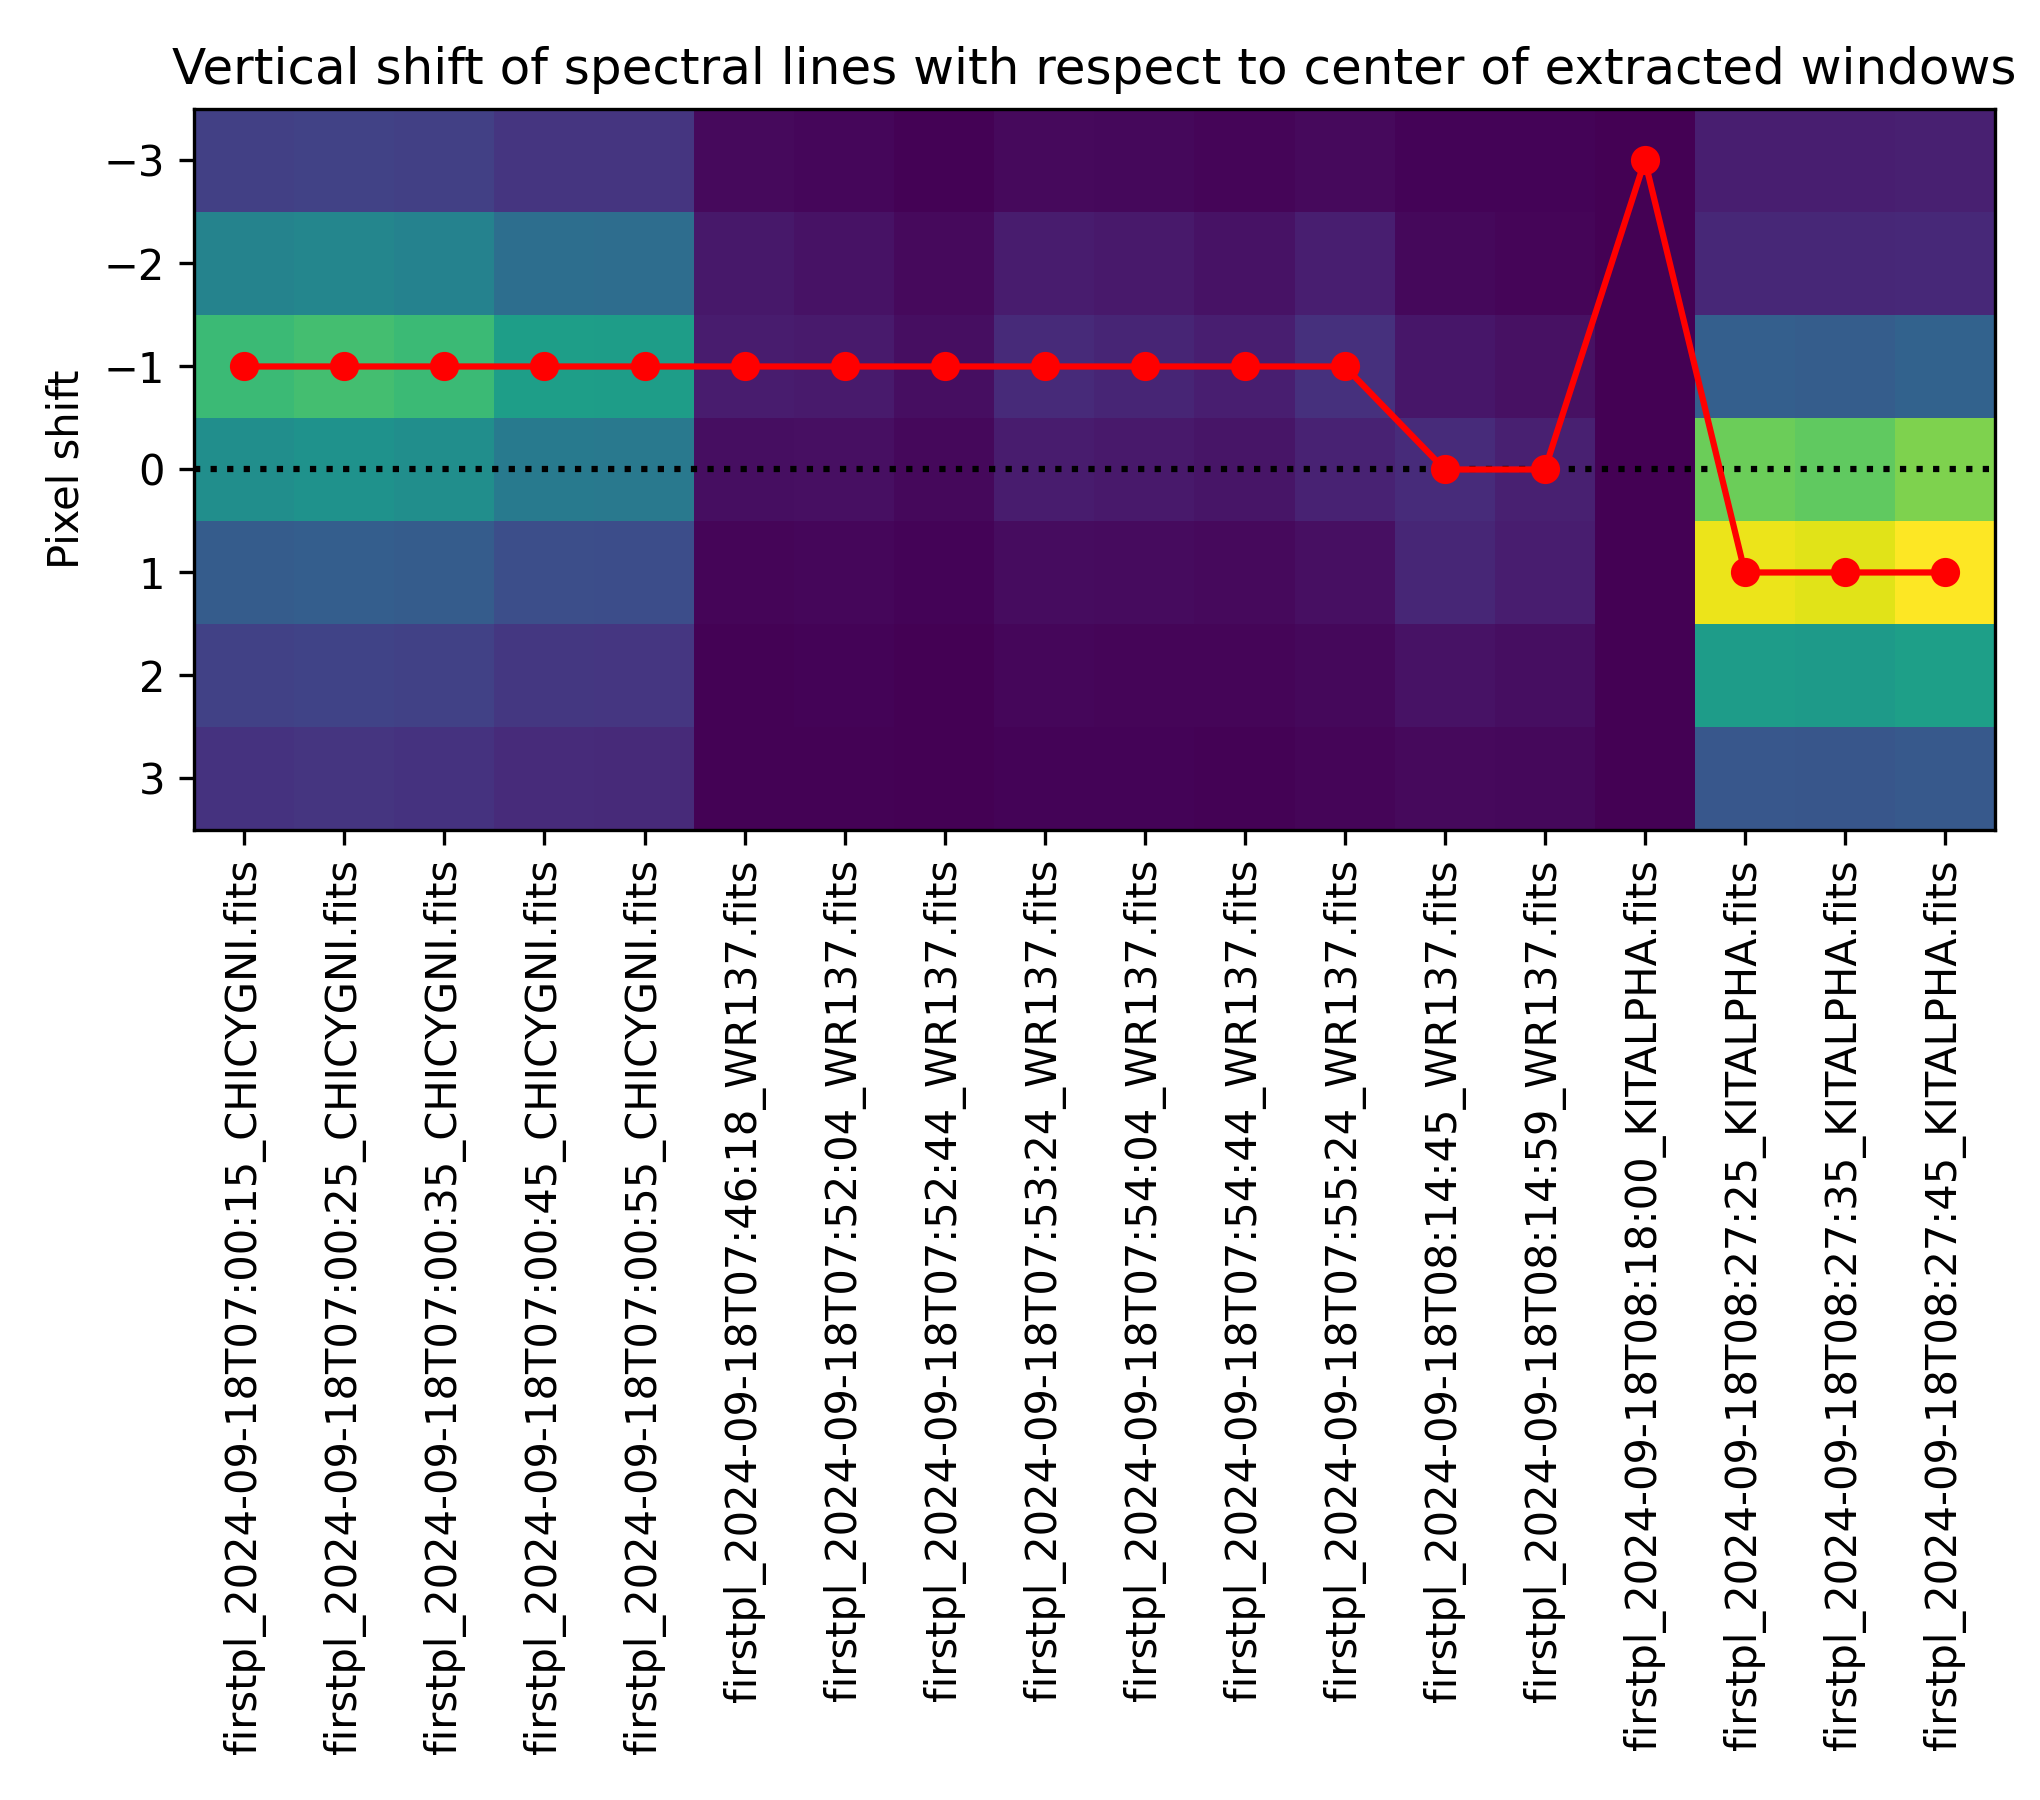 Vertical shift of spectral lines with respect to center of extracted windows
Pixel shift
−3
−2
−1
0
1
2
3
firstpl_2024-09-18T07:00:15_CHICYGNI.fits
firstpl_2024-09-18T07:00:25_CHICYGNI.fits
firstpl_2024-09-18T07:00:35_CHICYGNI.fits
firstpl_2024-09-18T07:00:45_CHICYGNI.fits
firstpl_2024-09-18T07:00:55_CHICYGNI.fits
firstpl_2024-09-18T07:46:18_WR137.fits
firstpl_2024-09-18T07:52:04_WR137.fits
firstpl_2024-09-18T07:52:44_WR137.fits
firstpl_2024-09-18T07:53:24_WR137.fits
firstpl_2024-09-18T07:54:04_WR137.fits
firstpl_2024-09-18T07:54:44_WR137.fits
firstpl_2024-09-18T07:55:24_WR137.fits
firstpl_2024-09-18T08:14:45_WR137.fits
firstpl_2024-09-18T08:14:59_WR137.fits
firstpl_2024-09-18T08:18:00_KITALPHA.fits
firstpl_2024-09-18T08:27:25_KITALPHA.fits
firstpl_2024-09-18T08:27:35_KITALPHA.fits
firstpl_2024-09-18T08:27:45_KITALPHA.fits